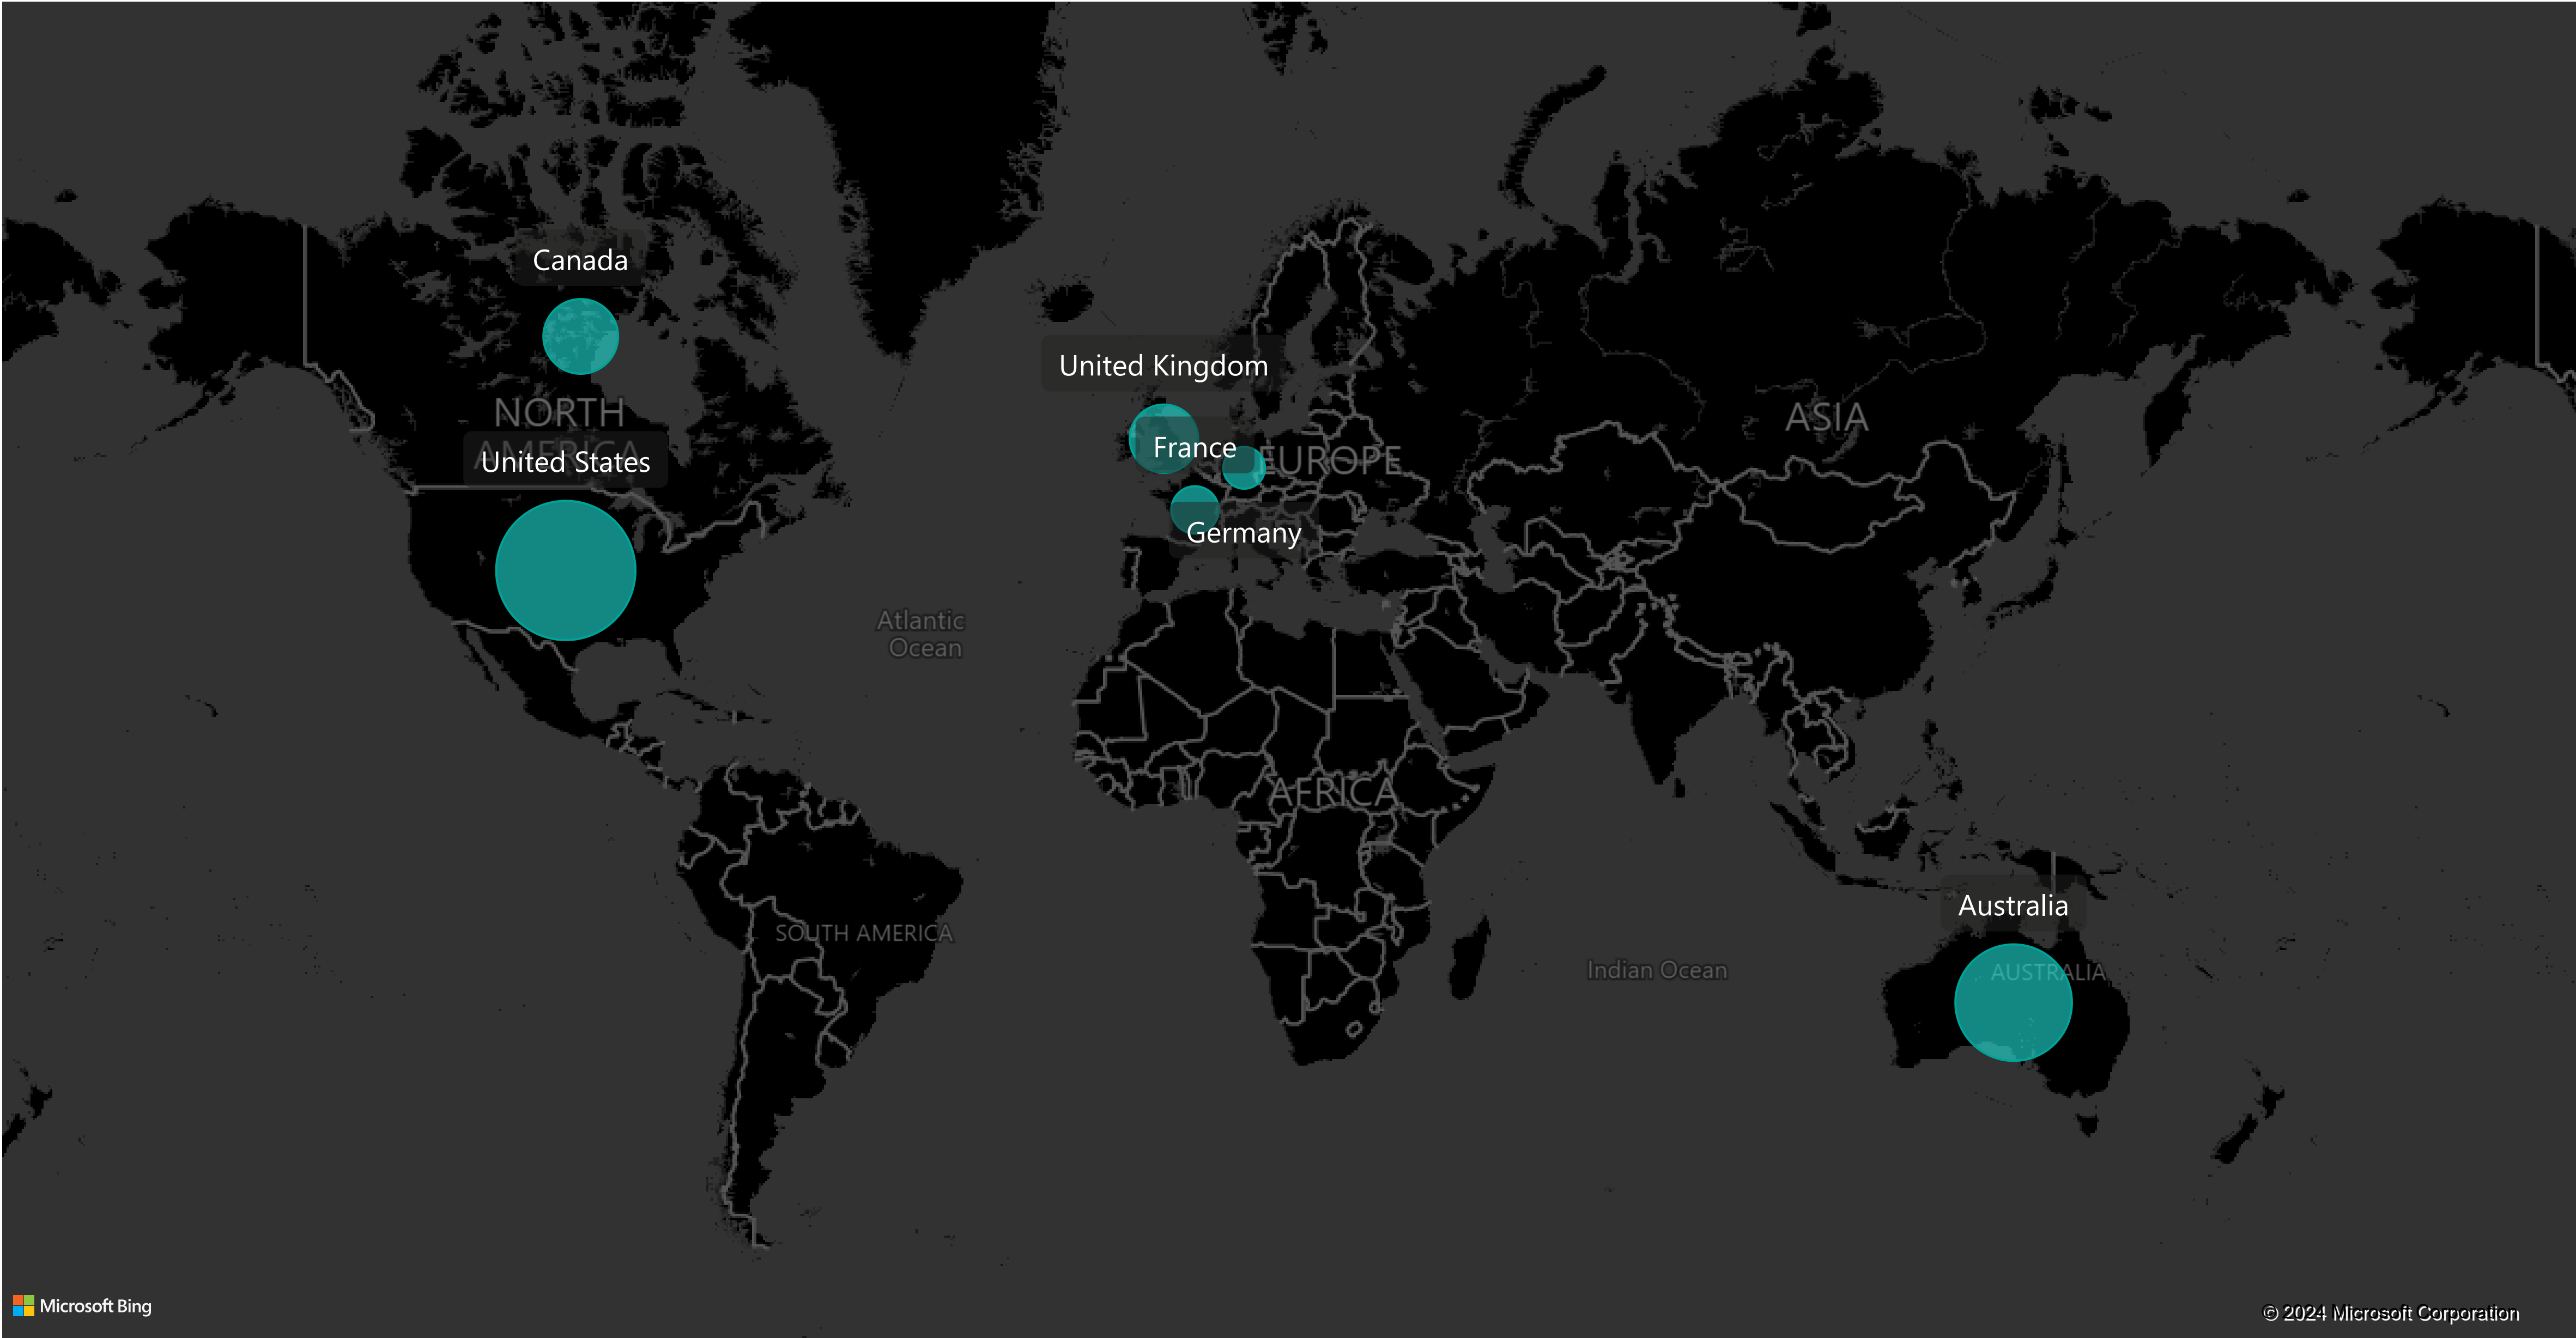 Canada
United Kingdom
NORTH
AMERICA
United States
France
EUROPE
ASIA
Germany
Atlantic
Ocean
AFRICA
Australia
SOUTH AMERICA
Indian Ocean
AUSTRALIA
Microsoft Bing
© 2024 Microsoft Corporation